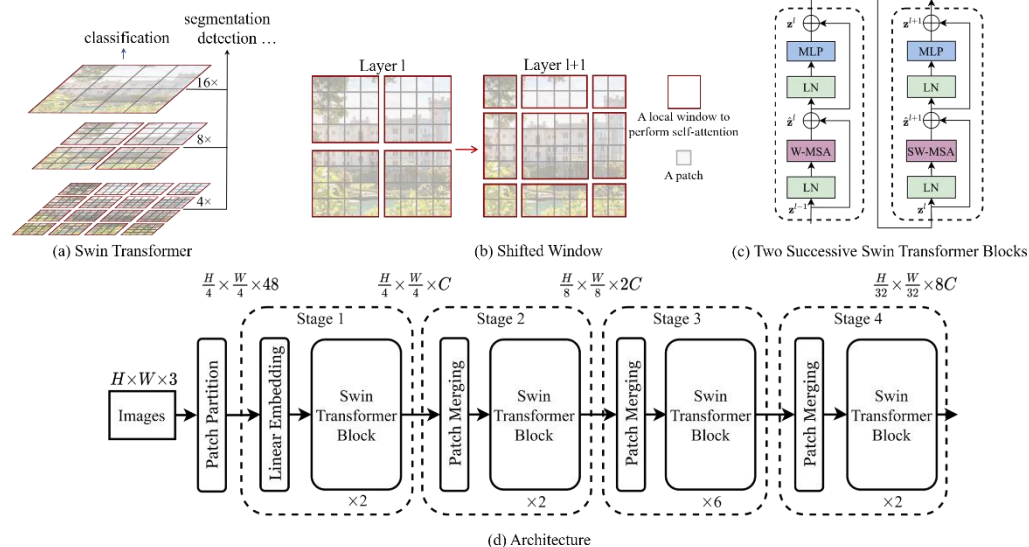 classification
segmentation
detection ...
16×
8×
4×
(a) Swin Transformer
Layer l
Layer l+1
A local window to
perform self-attention
A patch
(b) Shifted Window
z^l
MLP
LN
ẑ^l
W-MSA
LN
z^{l-1}
z^{l+1}
MLP
LN
ẑ^{l+1}
SW-MSA
LN
z^l
(c) Two Successive Swin Transformer Blocks
H/4 × W/4 × 48
H/4 × W/4 × C
H/8 × W/8 × 2C
H/32 × W/32 × 8C
Stage 1
Stage 2
Stage 3
Stage 4
H×W×3
Images
Patch Partition
Linear Embedding
Swin
Transformer
Block
×2
Patch Merging
Swin
Transformer
Block
×2
Patch Merging
Swin
Transformer
Block
×6
Patch Merging
Swin
Transformer
Block
×2
(d) Architecture